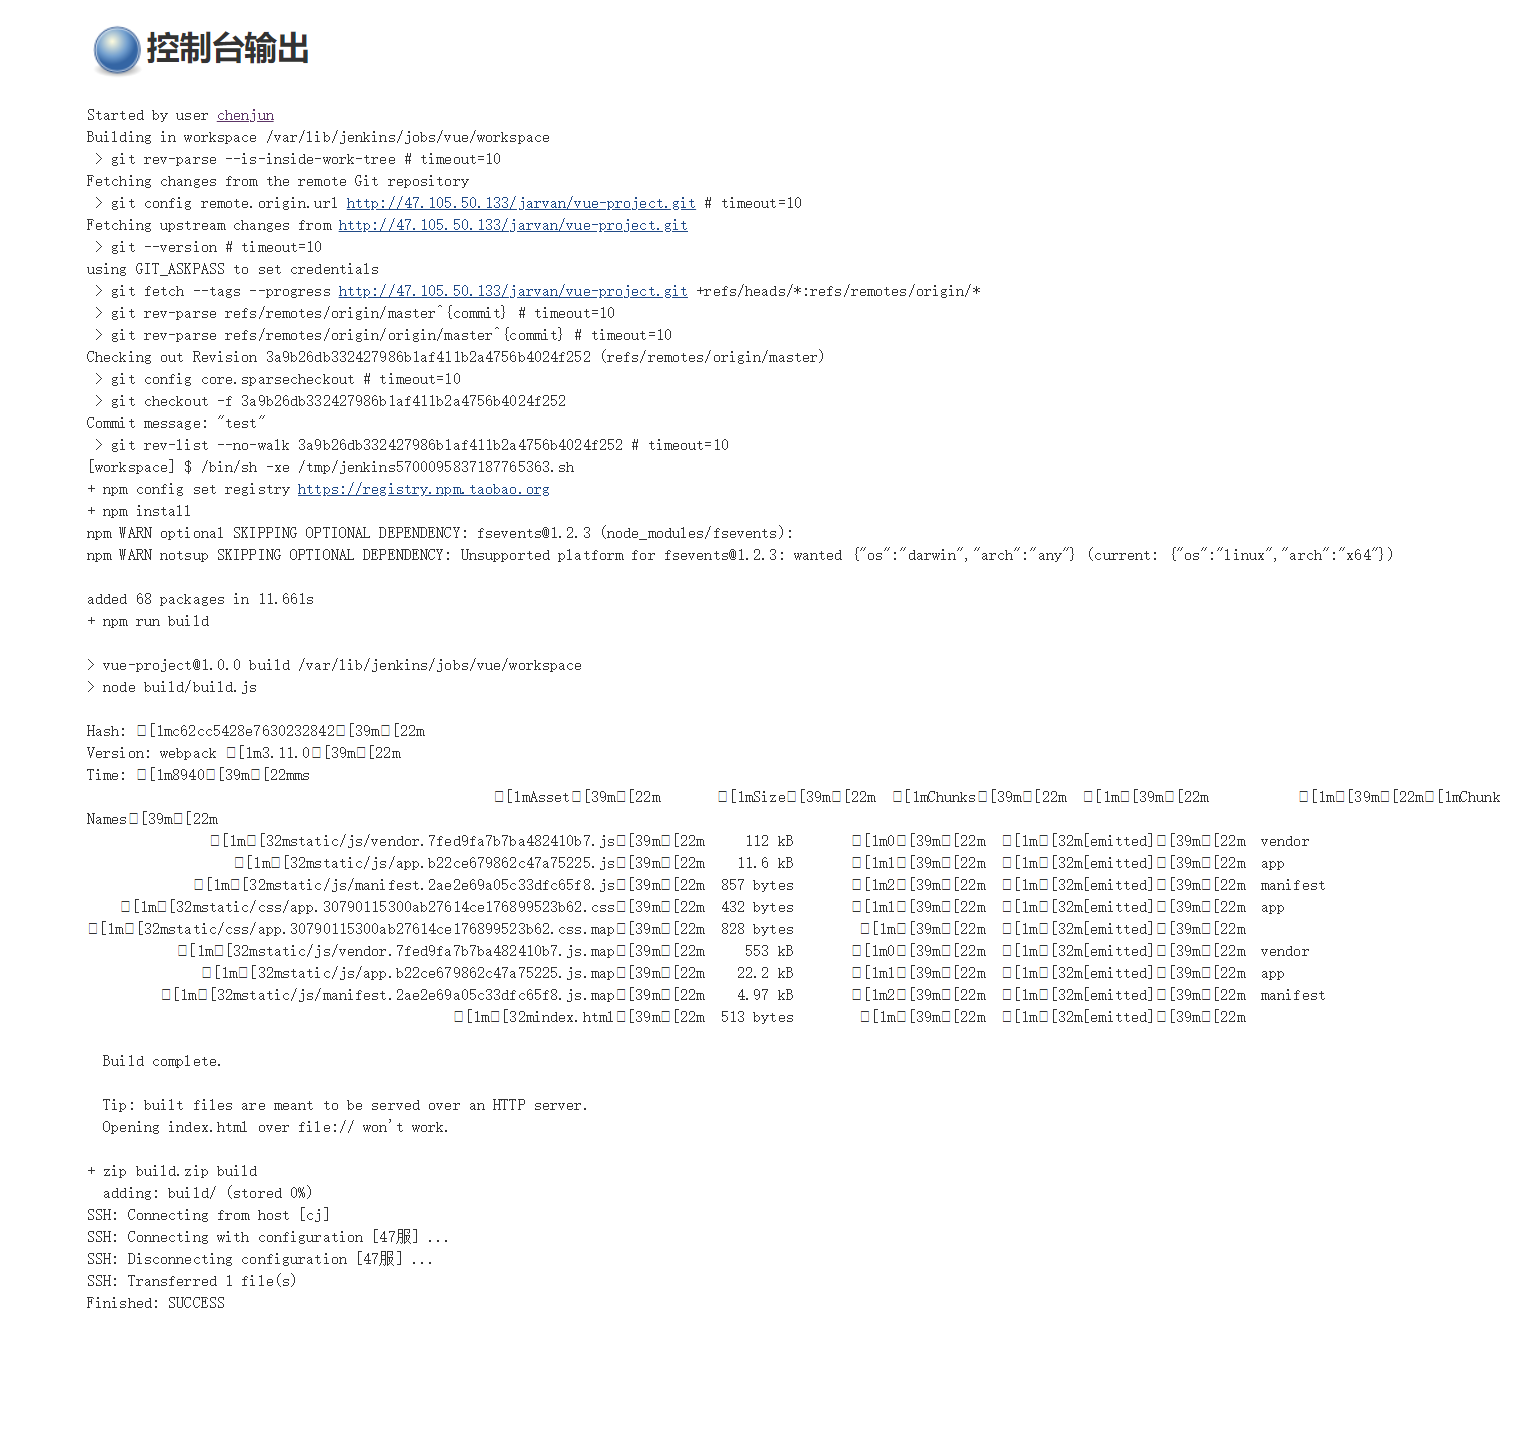 控制台输出
Started by user chenjun
Building in workspace /var/lib/jenkins/jobs/vue/workspace
 > git rev-parse --is-inside-work-tree # timeout=10
Fetching changes from the remote Git repository
 > git config remote.origin.url http://47.105.50.133/jarvan/vue-project.git # timeout=10
Fetching upstream changes from http://47.105.50.133/jarvan/vue-project.git
 > git --version # timeout=10
using GIT_ASKPASS to set credentials
 > git fetch --tags --progress http://47.105.50.133/jarvan/vue-project.git +refs/heads/*:refs/remotes/origin/*
 > git rev-parse refs/remotes/origin/master^{commit} # timeout=10
 > git rev-parse refs/remotes/origin/origin/master^{commit} # timeout=10
Checking out Revision 3a9b26db332427986b1af411b2a4756b4024f252 (refs/remotes/origin/master)
 > git config core.sparsecheckout # timeout=10
 > git checkout -f 3a9b26db332427986b1af411b2a4756b4024f252
Commit message: "test"
 > git rev-list --no-walk 3a9b26db332427986b1af411b2a4756b4024f252 # timeout=10
[workspace] $ /bin/sh -xe /tmp/jenkins5700095837187765363.sh
+ npm config set registry https://registry.npm.taobao.org
+ npm install
npm WARN optional SKIPPING OPTIONAL DEPENDENCY: fsevents@1.2.3 (node_modules/fsevents):
npm WARN notsup SKIPPING OPTIONAL DEPENDENCY: Unsupported platform for fsevents@1.2.3: wanted {"os":"darwin","arch":"any"} (current: {"os":"linux","arch":"x64"})
added 68 packages in 11.661s
+ npm run build
> vue-project@1.0.0 build /var/lib/jenkins/jobs/vue/workspace
> node build/build.js
Hash: □[1mc62cc5428e7630232842□[39m□[22m
Version: webpack □[1m3.11.0□[39m□[22m
Time: □[1m8940□[39m□[22mms
□[1mAsset□[39m□[22m □[1mSize□[39m□[22m □[1mChunks□[39m□[22m □[1m□[39m□[22m □[1m□[39m□[22m□[1mChunk
Names□[39m□[22m
□[1m□[32mstatic/js/vendor.7fed9fa7b7ba482410b7.js□[39m□[22m 112 kB □[1m0□[39m□[22m □[1m□[32m[emitted]□[39m□[22m vendor
□[1m□[32mstatic/js/app.b22ce679862c47a75225.js□[39m□[22m 11.6 kB □[1m1□[39m□[22m □[1m□[32m[emitted]□[39m□[22m app
□[1m□[32mstatic/js/manifest.2ae2e69a05c33dfc65f8.js□[39m□[22m 857 bytes □[1m2□[39m□[22m □[1m□[32m[emitted]□[39m□[22m manifest
□[1m□[32mstatic/css/app.30790115300ab27614ce176899523b62.css□[39m□[22m 432 bytes □[1m1□[39m□[22m □[1m□[32m[emitted]□[39m□[22m app
□[1m□[32mstatic/css/app.30790115300ab27614ce176899523b62.css.map□[39m□[22m 828 bytes □[1m□[39m□[22m □[1m□[32m[emitted]□[39m□[22m
□[1m□[32mstatic/js/vendor.7fed9fa7b7ba482410b7.js.map□[39m□[22m 553 kB □[1m0□[39m□[22m □[1m□[32m[emitted]□[39m□[22m vendor
□[1m□[32mstatic/js/app.b22ce679862c47a75225.js.map□[39m□[22m 22.2 kB □[1m1□[39m□[22m □[1m□[32m[emitted]□[39m□[22m app
□[1m□[32mstatic/js/manifest.2ae2e69a05c33dfc65f8.js.map□[39m□[22m 4.97 kB □[1m2□[39m□[22m □[1m□[32m[emitted]□[39m□[22m manifest
□[1m□[32mindex.html□[39m□[22m 513 bytes □[1m□[39m□[22m □[1m□[32m[emitted]□[39m□[22m
Build complete.
Tip: built files are meant to be served over an HTTP server.
Opening index.html over file:// won't work.
+ zip build.zip build
adding: build/ (stored 0%)
SSH: Connecting from host [cj]
SSH: Connecting with configuration [47服] ...
SSH: Disconnecting configuration [47服] ...
SSH: Transferred 1 file(s)
Finished: SUCCESS